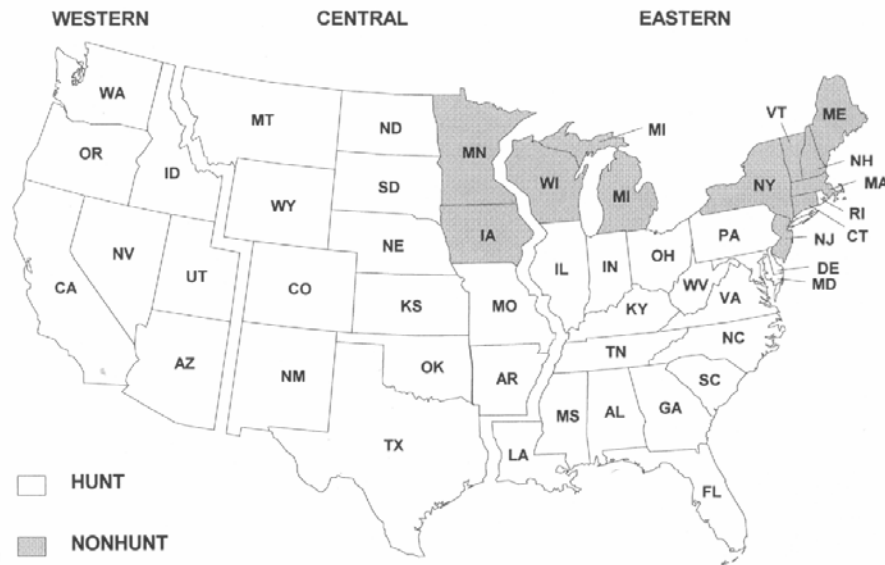 WESTERN CENTRAL EASTERN
WA
MT
ND
MN
MI
VT
ME
OR
ID
SD
WI
MI
NY
NH
MA
WY
RI
CT
NV
NE
IA
PA
NJ
CA
UT
CO
IL
IN
OH
DE
MD
WV
VA
KS
MO
KY
AZ
NM
OK
AR
TN
NC
SC
MS
AL
GA
TX
LA
FL
HUNT
NONHUNT